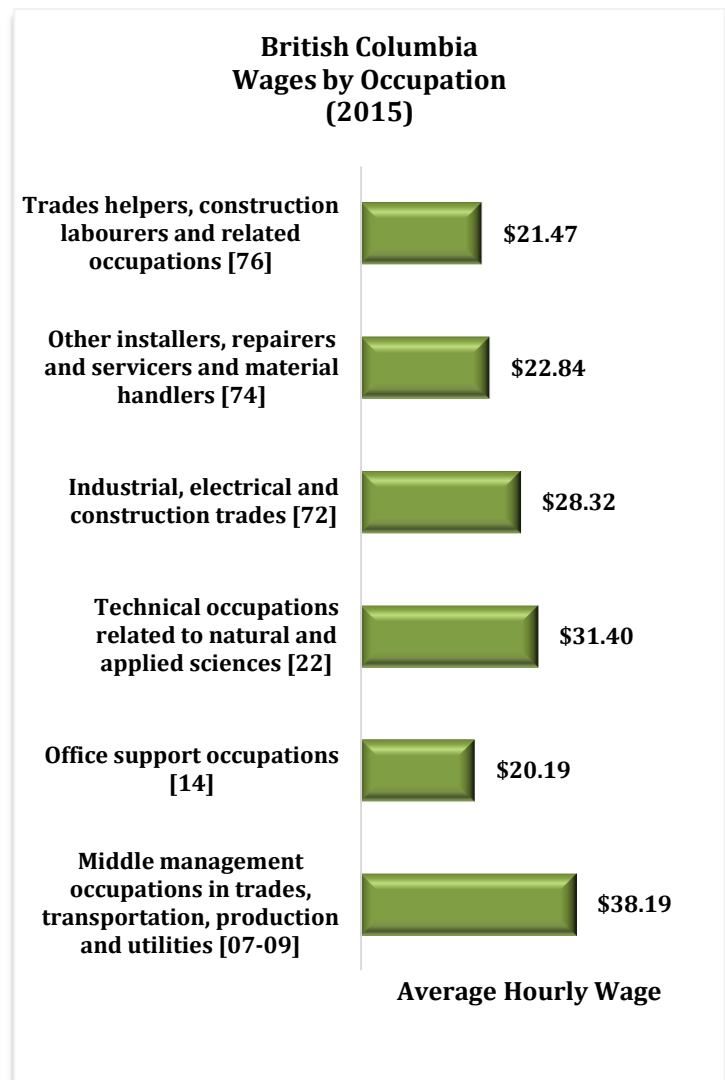 British Columbia
Wages by Occupation
(2015)
Trades helpers, construction
labourers and related
occupations [76]
$21.47
Other installers, repairers
and servicers and material
handlers [74]
$22.84
Industrial, electrical and
construction trades [72]
$28.32
Technical occupations
related to natural and
applied sciences [22]
$31.40
Office support occupations
[14]
$20.19
Middle management
occupations in trades,
transportation, production
and utilities [07-09]
$38.19
Average Hourly Wage